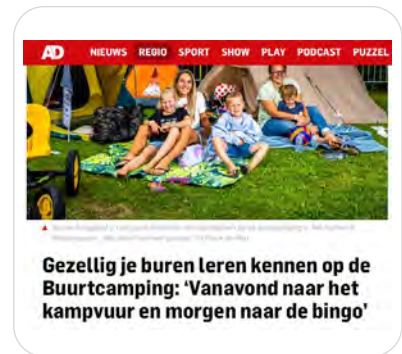 AD NIEUWS REGIO SPORT SHOW PLAY PODCAST PUZZEL
Gezellig je buren leren kennen op de
Buurtcamping: ‘Vanavond naar het
kampvuur en morgen naar de bingo’